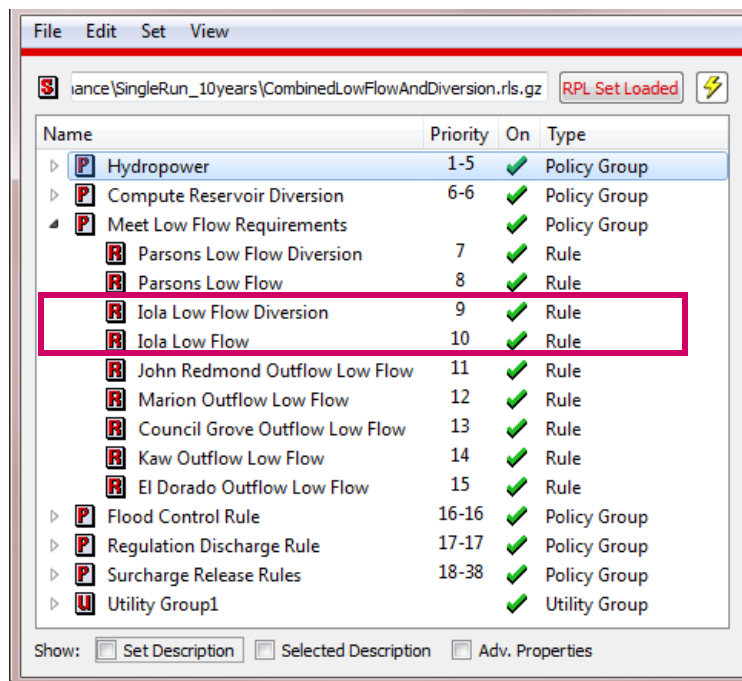 File Edit Set View
S iance\SingleRun_10years\CombinedLowFlowAndDiversion.rls.gz RPL Set Loaded
Name Priority On Type
P Hydropower 1-5 Policy Group
P Compute Reservoir Diversion 6-6 Policy Group
P Meet Low Flow Requirements Policy Group
R Parsons Low Flow Diversion 7 Rule
R Parsons Low Flow 8 Rule
R Iola Low Flow Diversion 9 Rule
R Iola Low Flow 10 Rule
R John Redmond Outflow Low Flow 11 Rule
R Marion Outflow Low Flow 12 Rule
R Council Grove Outflow Low Flow 13 Rule
R Kaw Outflow Low Flow 14 Rule
R El Dorado Outflow Low Flow 15 Rule
P Flood Control Rule 16-16 Policy Group
P Regulation Discharge Rule 17-17 Policy Group
P Surcharge Release Rules 18-38 Policy Group
U Utility Group1 Utility Group
Show: Set Description Selected Description Adv. Properties